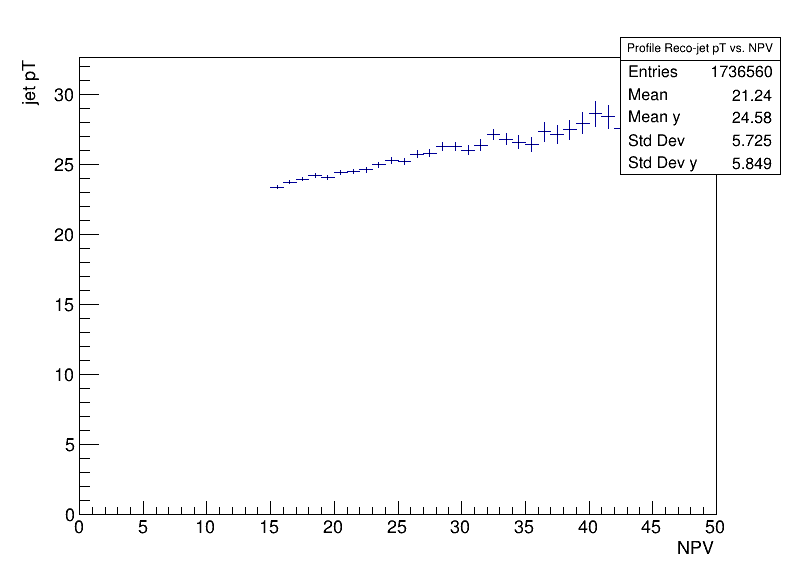 Profile Reco-jet pT vs. NPV
Entries 1736560
Mean 21.24
Mean y 24.58
Std Dev 5.725
Std Dev y 5.849
jet pT
30
25
20
15
10
5
0
0 5 10 15 20 25 30 35 40 45 50
NPV